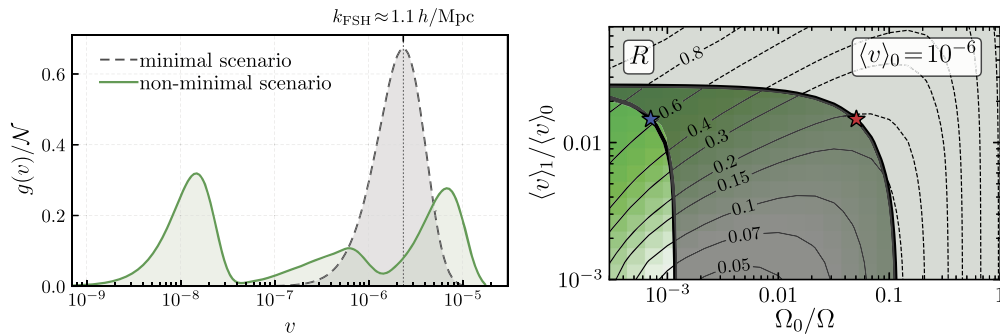 k_FSH ≈ 1.1 h/Mpc
minimal scenario
non-minimal scenario
g(v)/𝒩
0.6
0.4
0.2
0.0
10⁻⁹
10⁻⁸
10⁻⁷
10⁻⁶
10⁻⁵
v
R
⟨v⟩₀ = 10⁻⁶
0.8
0.6
0.4
0.3
0.2
0.15
0.1
0.07
0.05
⟨v⟩₁/⟨v⟩₀
0.01
10⁻³
10⁻³
0.01
0.1
1
Ω₀/Ω